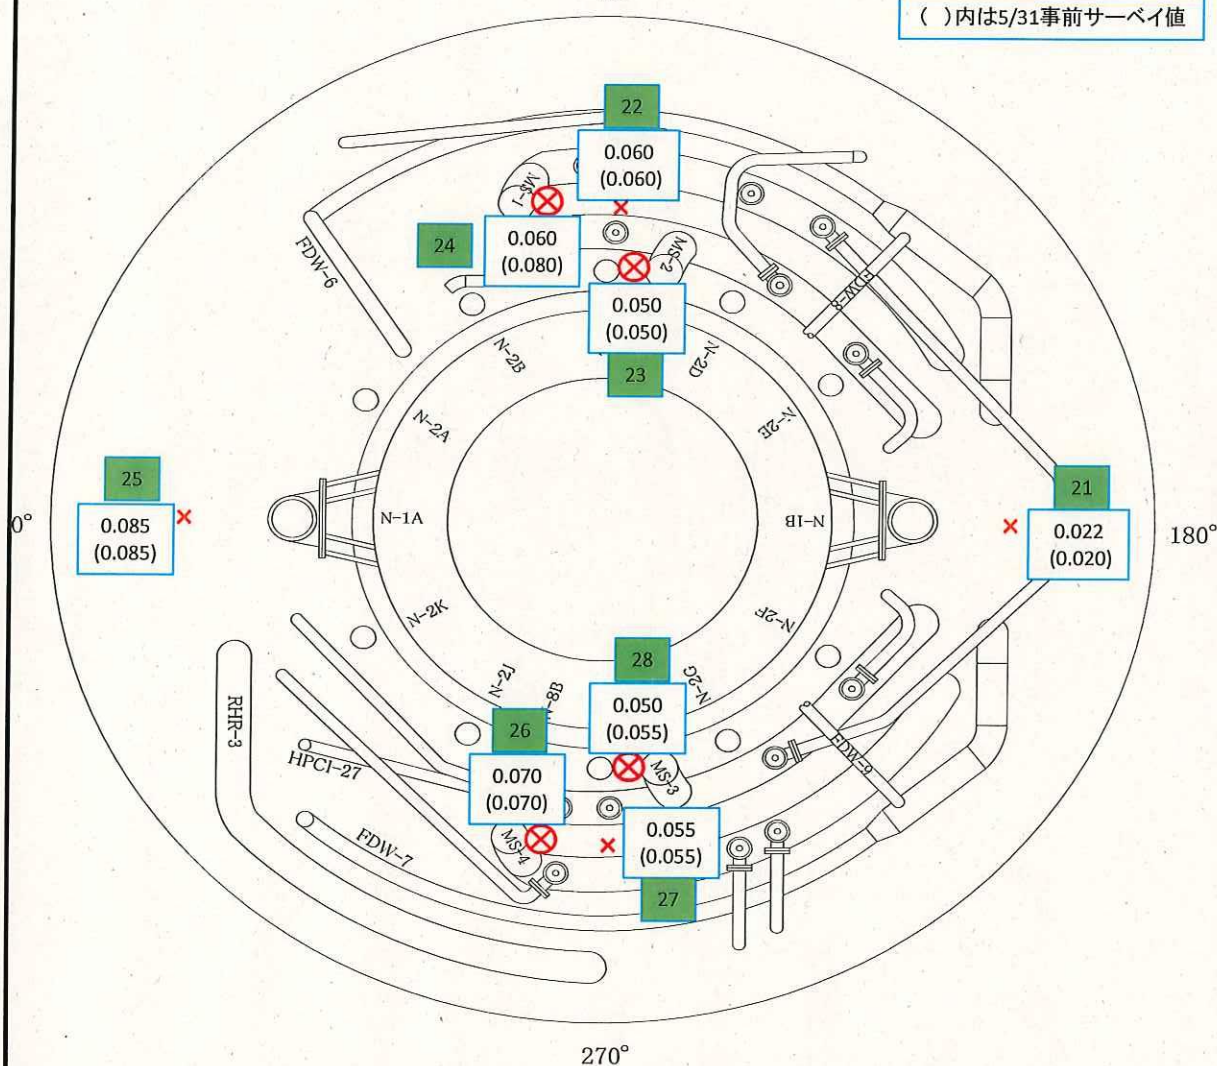 ( )内は5/31事前サーベイ値
22
0.060
(0.060)
MS-1
24
0.060
(0.080)
MS-2
FDW-6
FDW-8
0.050
(0.050)
23
N-2B
N-2D
N-2A
N-2E
25
0.085
(0.085)
0°
N-1A
N-1B
21
0.022
(0.020)
180°
N-2K
N-2F
28
0.050
(0.055)
N-2J
-8B
N-2G
26
0.070
(0.070)
RHR-3
HPCI-27
MS-3
FDW-9
0.055
(0.055)
27
MS-4
FDW-7
270°